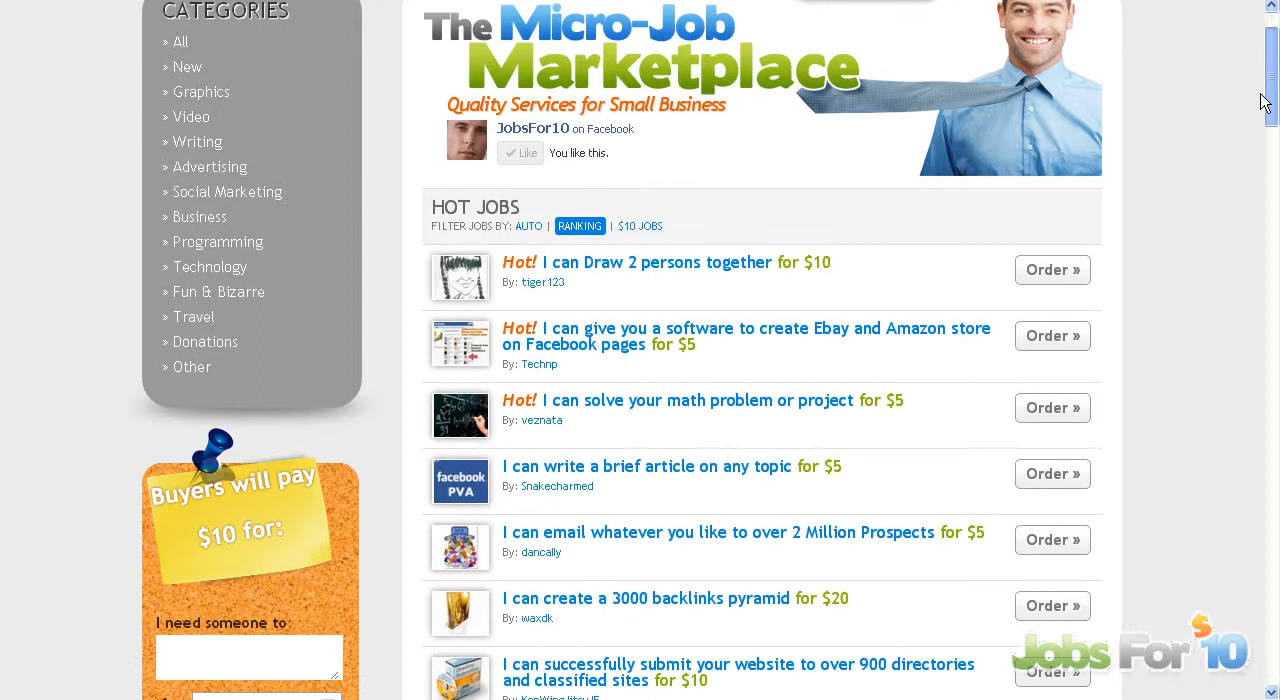 CATEGORIES
» All
» New
» Graphics
» Video
» Writing
» Advertising
» Social Marketing
» Business
» Programming
» Technology
» Fun & Bizarre
» Travel
» Donations
» Other
Buyers will pay
$10 for:
I need someone to:
The Micro-Job
Marketplace
Quality Services for Small Business
JobsFor10 on Facebook
Like You like this.
HOT JOBS
FILTER JOBS BY: AUTO | RANKING | $10 JOBS
Hot! I can Draw 2 persons together for $10
By: tiger123
Order »
Hot! I can give you a software to create Ebay and Amazon store
on Facebook pages for $5
By: Technp
Order »
Hot! I can solve your math problem or project for $5
By: veznata
Order »
facebook
PVA
I can write a brief article on any topic for $5
By: Snakecharmed
Order »
I can email whatever you like to over 2 Million Prospects for $5
By: dancally
Order »
I can create a 3000 backlinks pyramid for $20
By: waxdk
Order »
I can successfully submit your website to over 900 directories
and classified sites for $10
By:
Order »
Jobs For $10